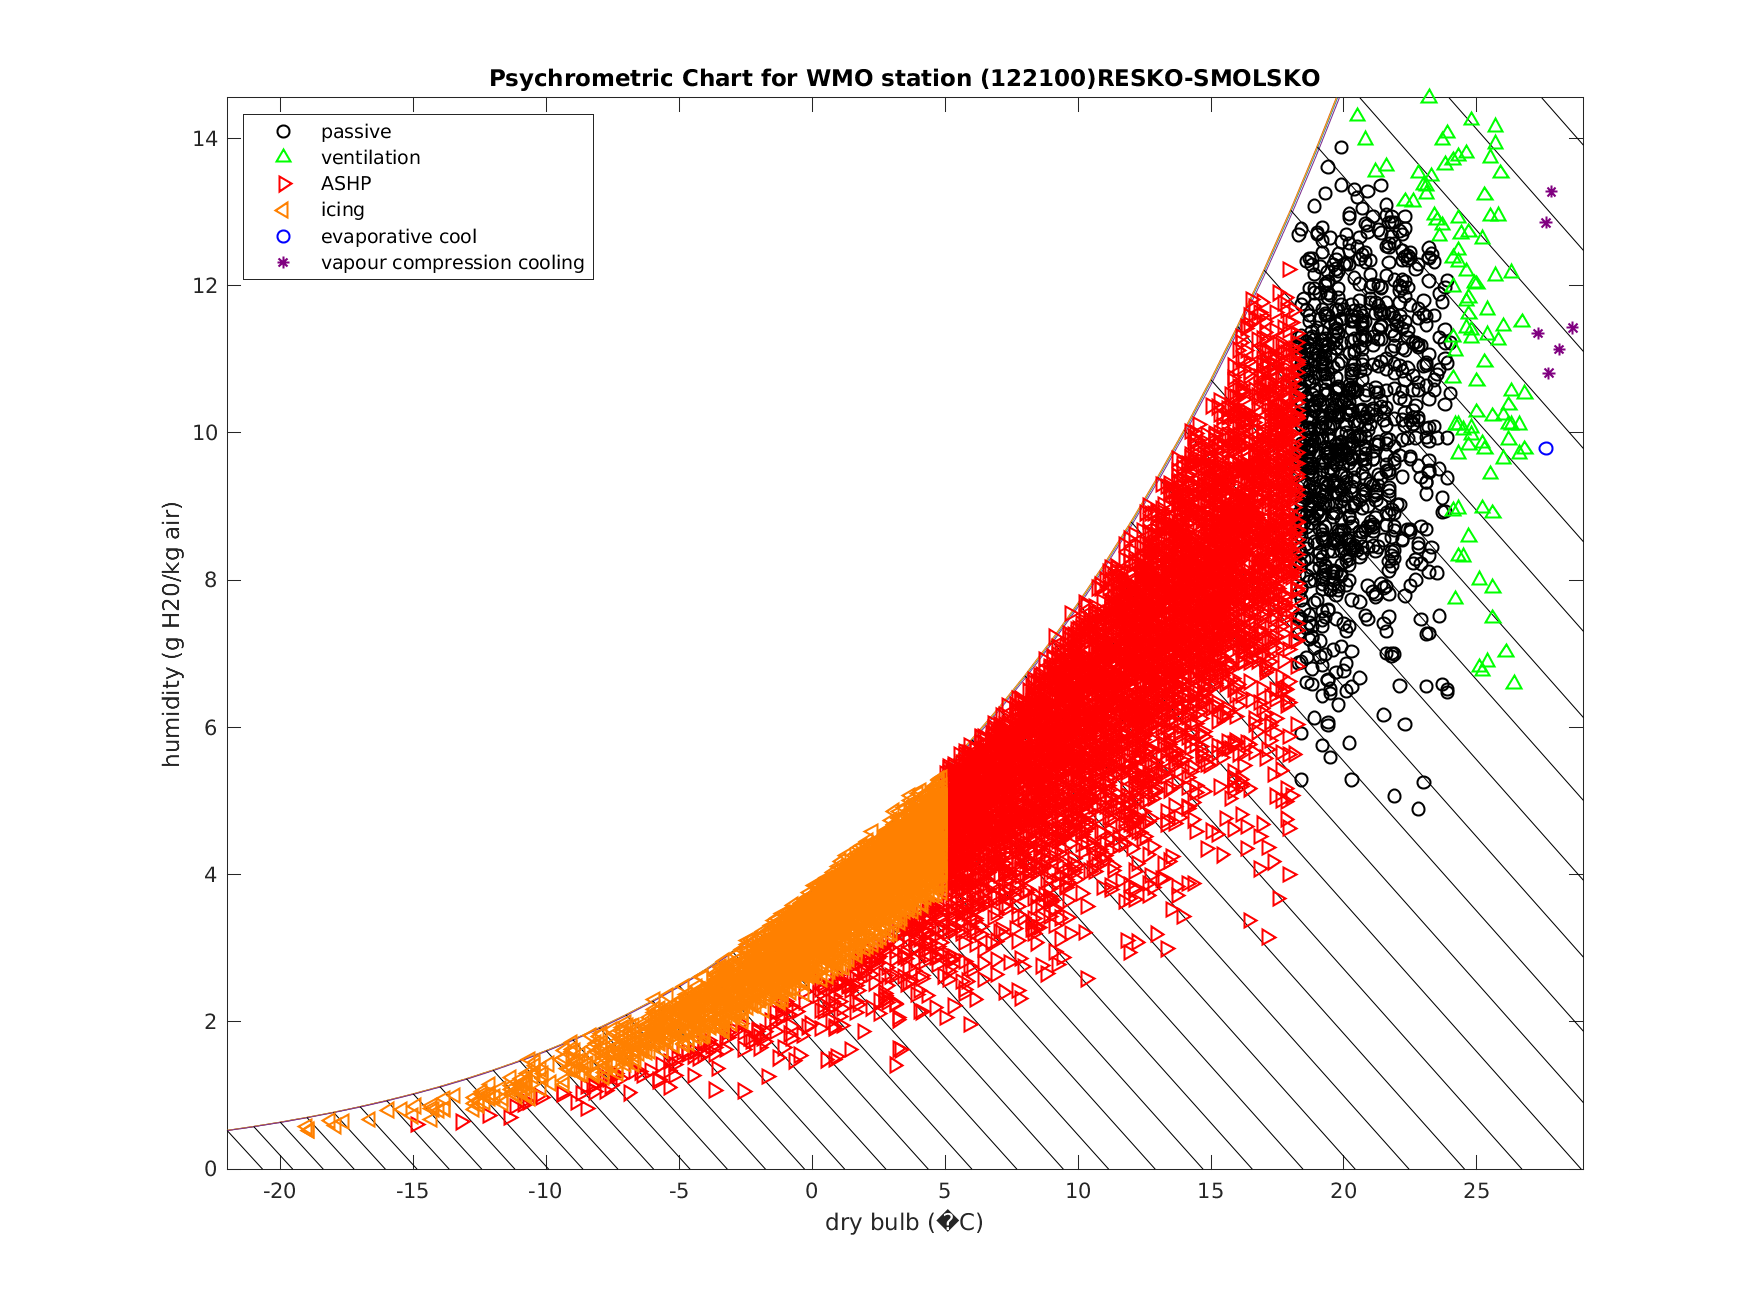 Psychrometric Chart for WMO station (122100)RESKO-SMOLSKO
passive
ventilation
ASHP
icing
evaporative cool
vapour compression cooling
humidity (g H20/kg air)
14
12
10
8
6
4
2
0
-20 -15 -10 -5 0 5 10 15 20 25
dry bulb (�C)